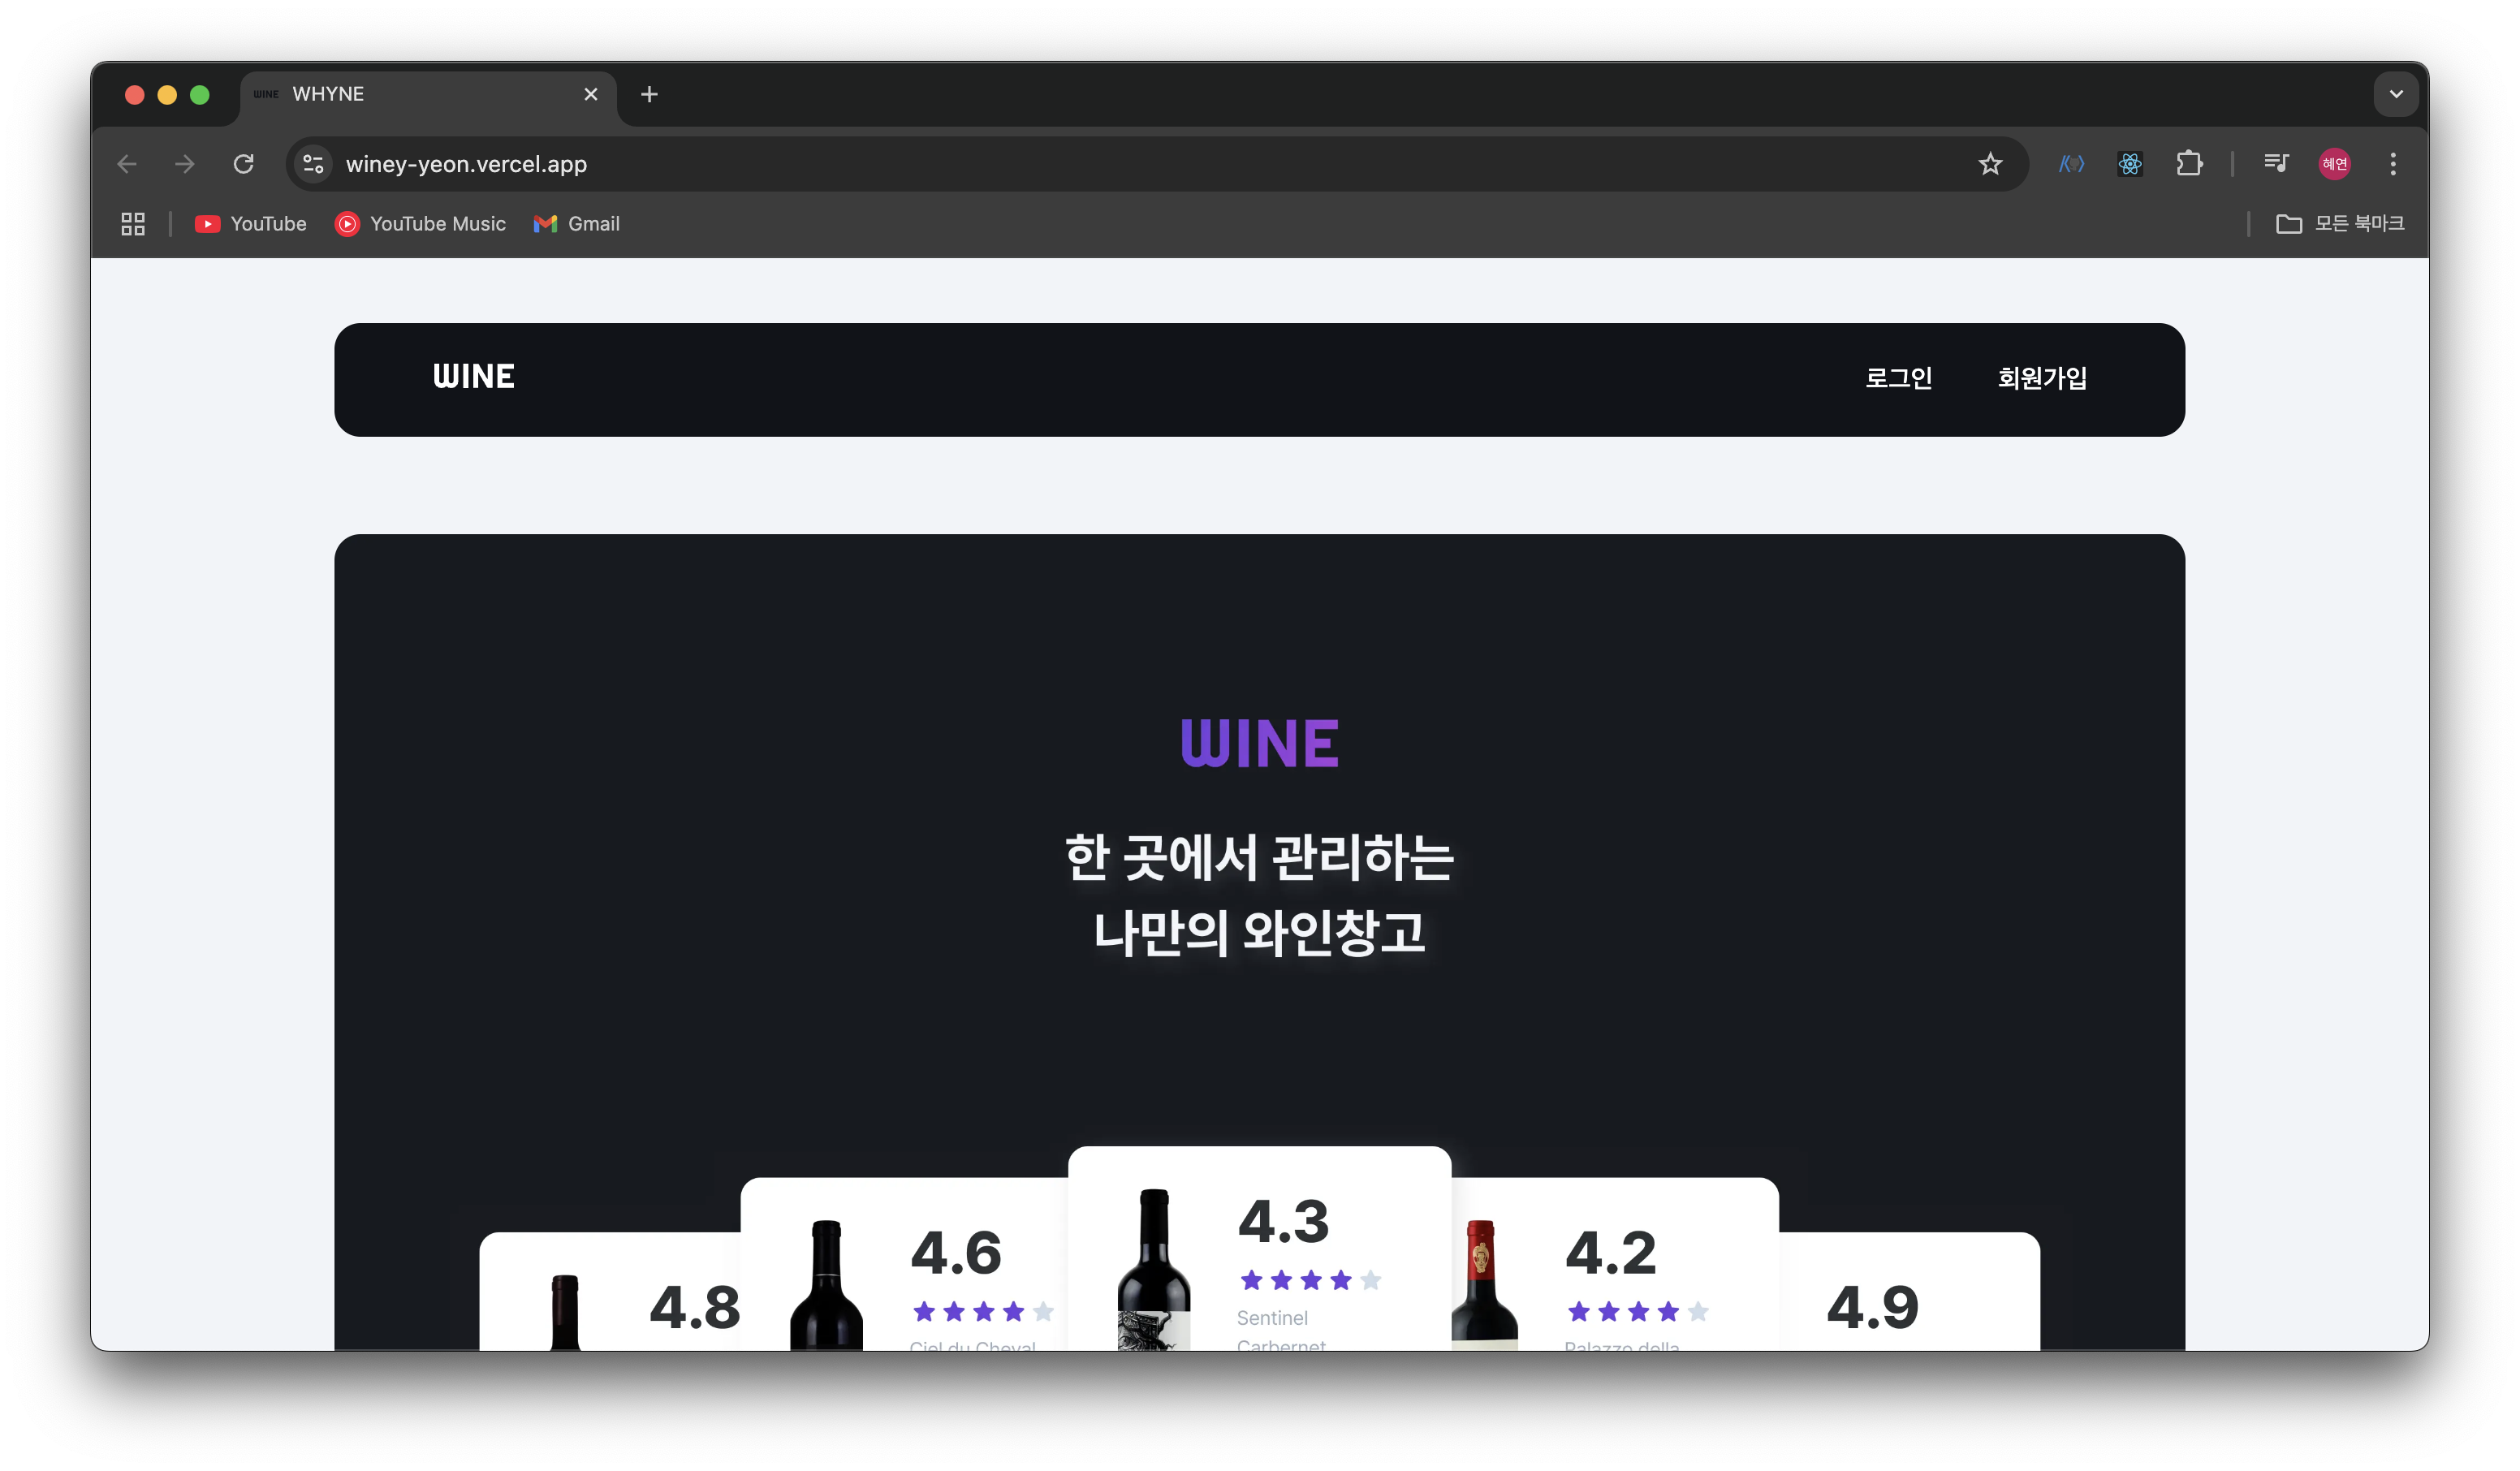 WINE WHYNE
winey-yeon.vercel.app
혜연
YouTube YouTube Music Gmail 모든 북마크
WINE 로그인 회원가입
WINE
한 곳에서 관리하는
나만의 와인창고
4.8
4.6
Ciel du Cheval
4.3
Sentinel
Carbernet
4.2
Palazzo della
4.9